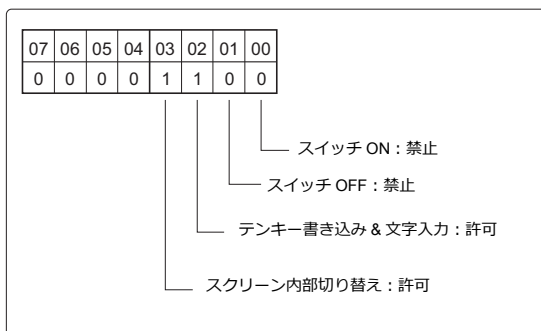 07 06 05 04 03 02 01 00
0 0 0 0 1 1 0 0
スイッチ ON：禁止
スイッチ OFF：禁止
テンキー書き込み & 文字入力：許可
スクリーン内部切り替え：許可